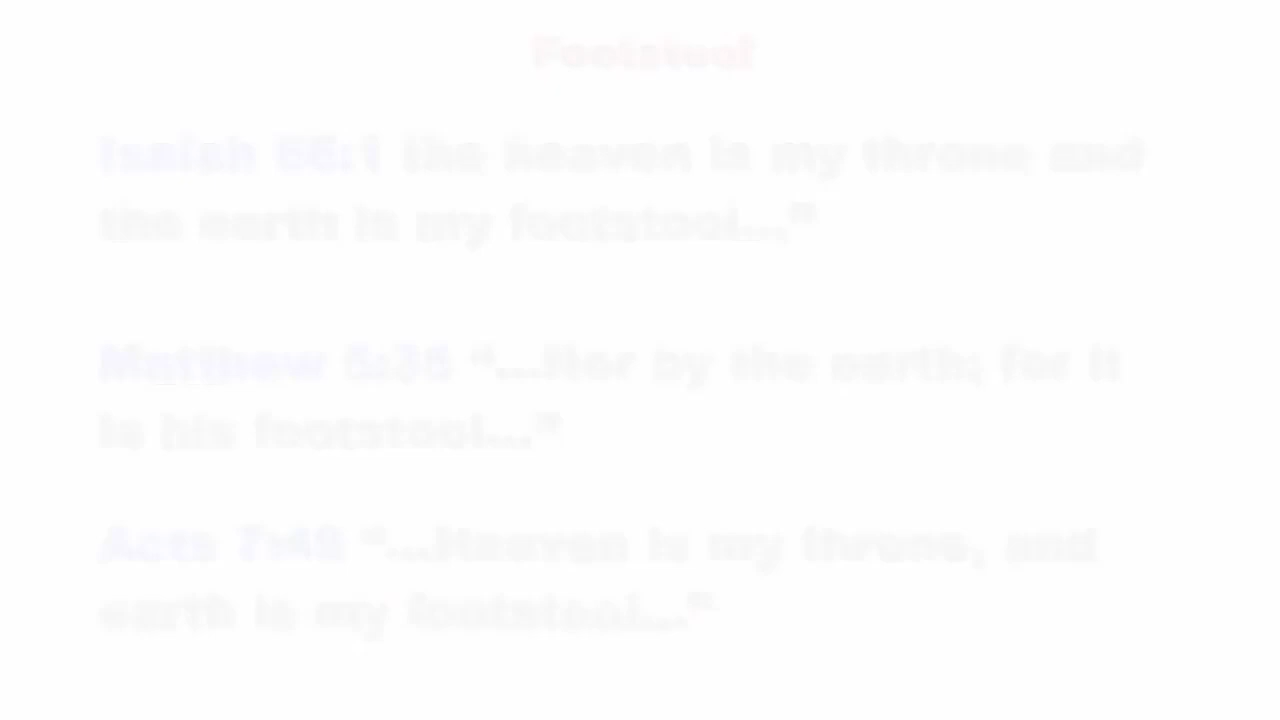 Footstool
Isaiah 66:1 the heaven is my throne and
the earth is my footstool..."
Matthew 5:35 "...Nor by the earth; for it
is his footstool..."
Acts 7:49 "...Heaven is my throne, and
earth is my footstool..."